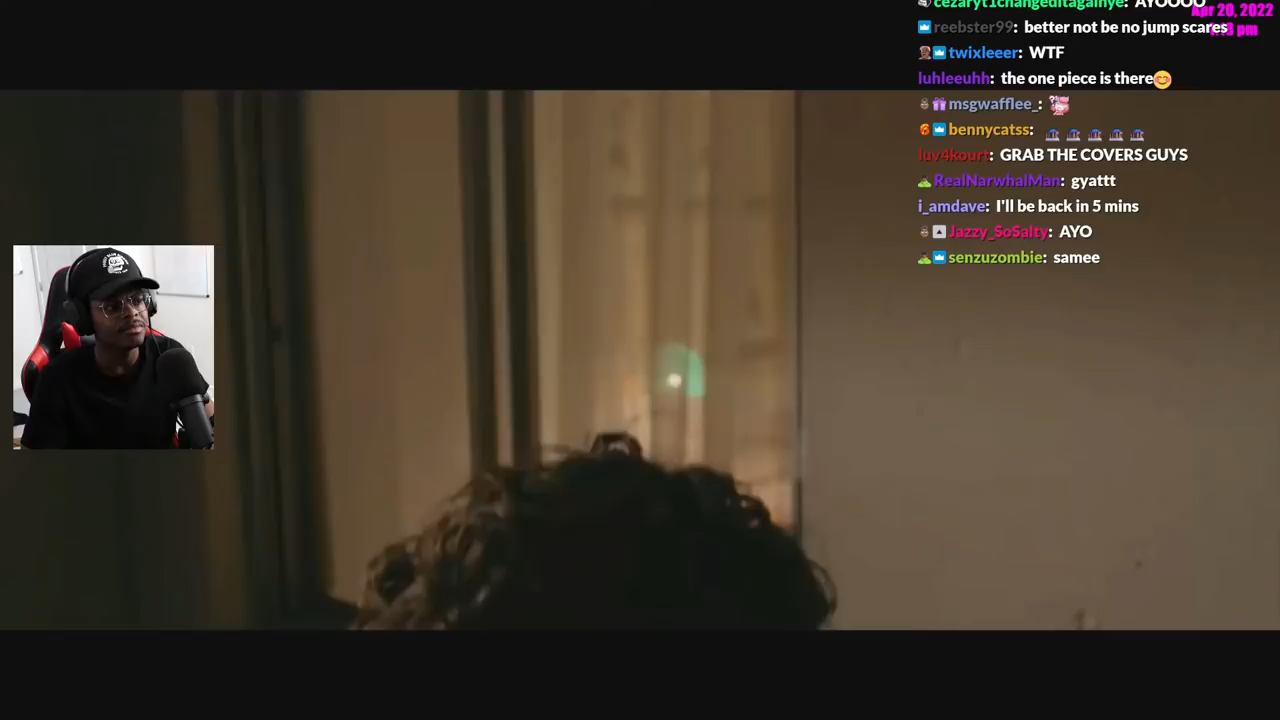 cezaryt1changeditagainye: AYOOOO
Apr 20, 2022
reebster99: better not be no jump scares
twixleeer: WTF
luhleeuhh: the one piece is there😊
msgwafflee_:
bennycatss:
luv4kourt: GRAB THE COVERS GUYS
RealNarwhalMan: gyattt
i_amdave: I'll be back in 5 mins
Jazzy_SoSalty: AYO
senzuzombie: samee